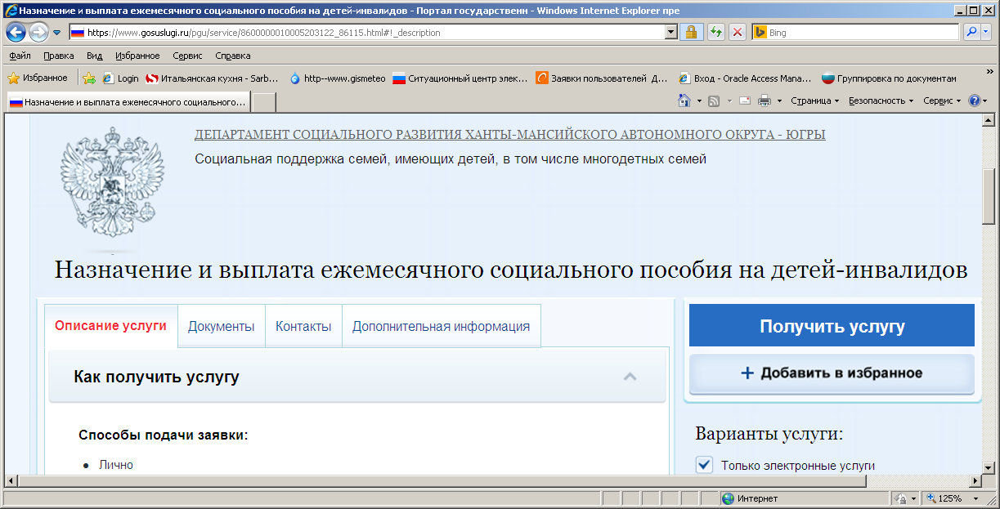 Назначение и выплата ежемесячного социального пособия на детей-инвалидов - Портал государственн - Windows Internet Explorer пре
https://www.gosuslugi.ru/pgu/service/8600000010005203122_86115.html#!_description
Bing
Файл Правка Вид Избранное Сервис Справка
Избранное Login Итальянская кухня - Sarb... http--www.gismeteo Ситуационный центр элек... Заявки пользователей Д... Вход - Oracle Access Mana... Группировка по документам
Назначение и выплата ежемесячного социального... Страница Безопасность Сервис
ДЕПАРТАМЕНТ СОЦИАЛЬНОГО РАЗВИТИЯ ХАНТЫ-МАНСИЙСКОГО АВТОНОМНОГО ОКРУГА - ЮГРЫ
Социальная поддержка семей, имеющих детей, в том числе многодетных семей
Назначение и выплата ежемесячного социального пособия на детей-инвалидов
Описание услуги Документы Контакты Дополнительная информация
Получить услугу
+ Добавить в избранное
Как получить услугу
Способы подачи заявки:
• Лично
Варианты услуги:
Только электронные услуги
Интернет 125%